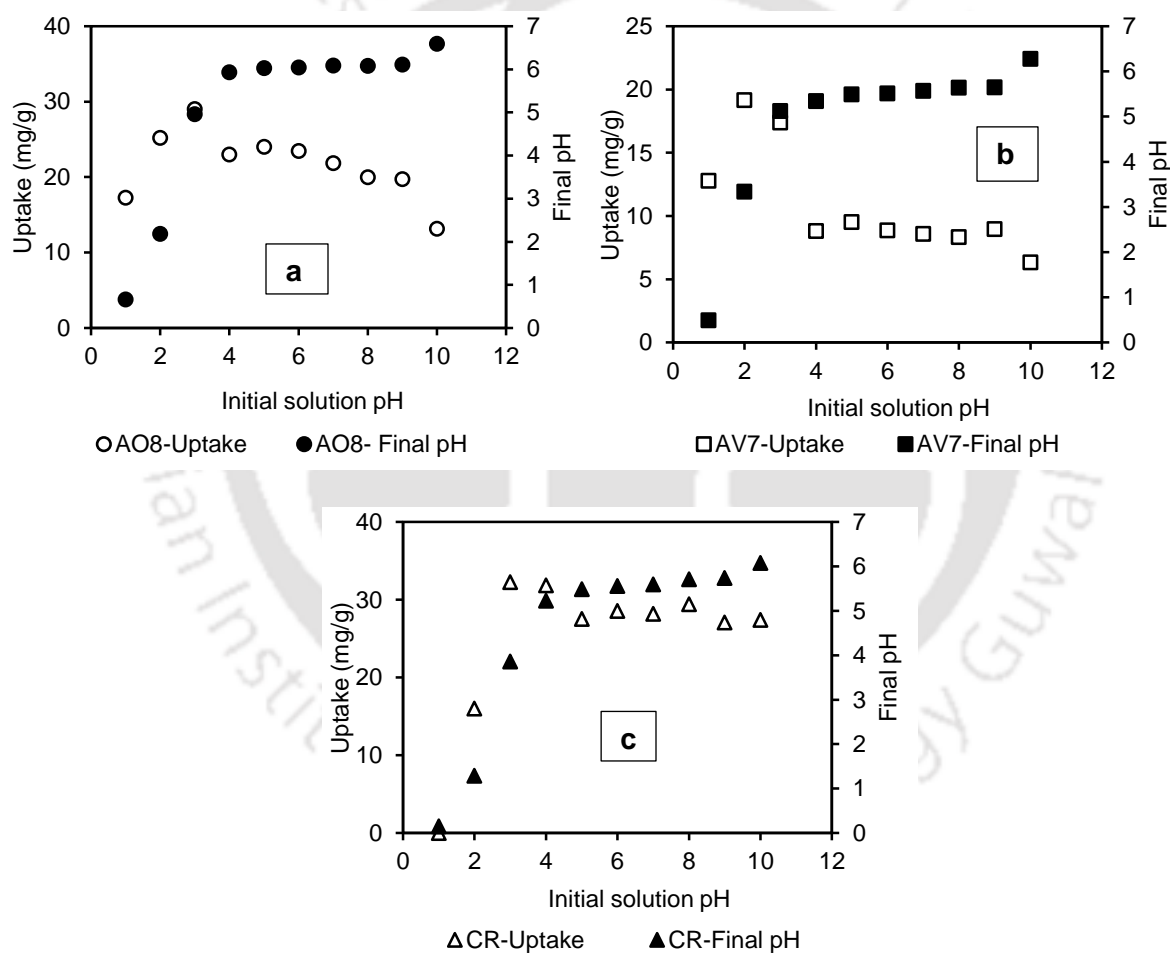 40
35 
30
20
10
0
7
6
5
4
3
2
1
0
0 2 4 6 8 10 12
Uptake (mg/g)
Final pH
a
Initial solution pH
AO8-Uptake AO8- Final pH
25
20
15
10
5
0
7
6
5
4
3
2
1
0
0 2 4 6 8 10 12
Uptake (mg/g)
Final pH
b
Initial solution pH
AV7-Uptake AV7-Final pH
40
30
20
10
0
7
6
5
4
3
2
1
0
0 2 4 6 8 10 12
Uptake (mg/g)
Final pH
c
Initial solution pH
CR-Uptake CR-Final pH
Guwa